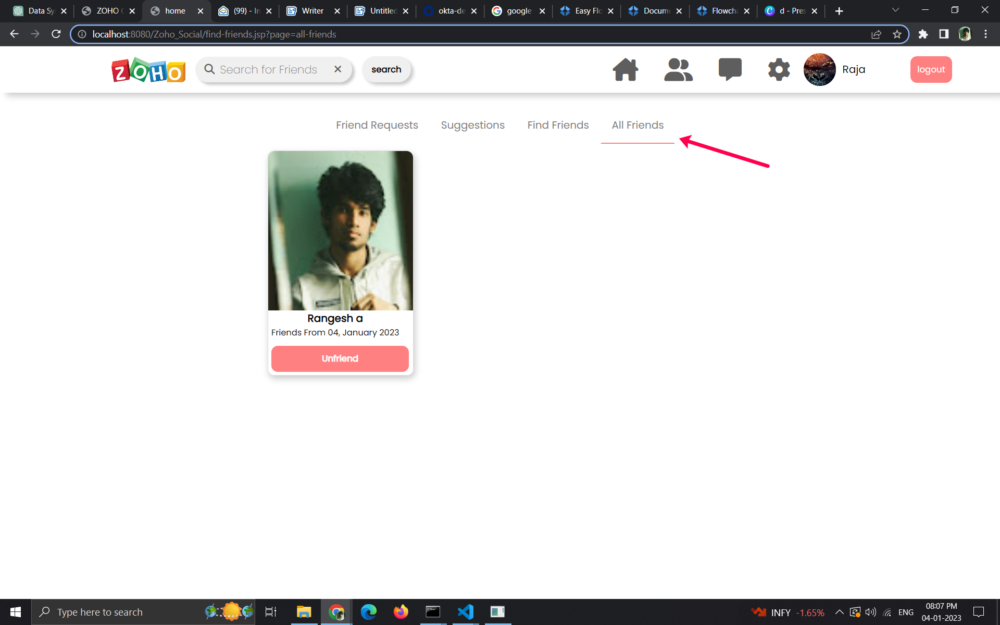 Data Sy
ZOHO
home
(99) - In
Writer
Untitled
okta-de
google
Easy Flo
Docume
Flowcha
d - Pres
localhost:8080/Zoho_Social/find-friends.jsp?page=all-friends
ZOHO
Search for Friends
search
Raja
logout
Friend Requests
Suggestions
Find Friends
All Friends
Rangesh a
Friends From 04, January 2023
Unfriend
Type here to search
INFY -1.65%
ENG
08:07 PM
04-01-2023